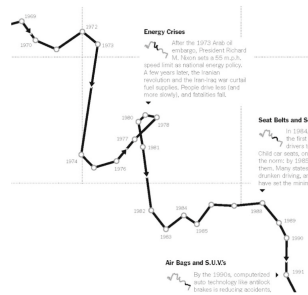 1969
1970
1972
1973
Energy Crises
After the 1973 Arab oil
embargo, President Richard
M. Nixon sets a 55 m.p.h.
speed limit as national energy policy.
A few years later, the Iranian
revolution and the Iran-Iraq war curtail
fuel supplies. People drive less (and
more slowly), and fatalities fall.
1980
1978
1977
1981
1974
1976
Seat Belts and S
In 1984
the first
drivers t
Child car seats, on
the norm by 1985
them. Many states
drunken driving, an
have set the minim
1982
1984
1983
1985
1988
1989
1990
1991
Air Bags and S.U.V.'s
By the 1990s, computerized
auto technology like antilock
brakes is reducing accidents,